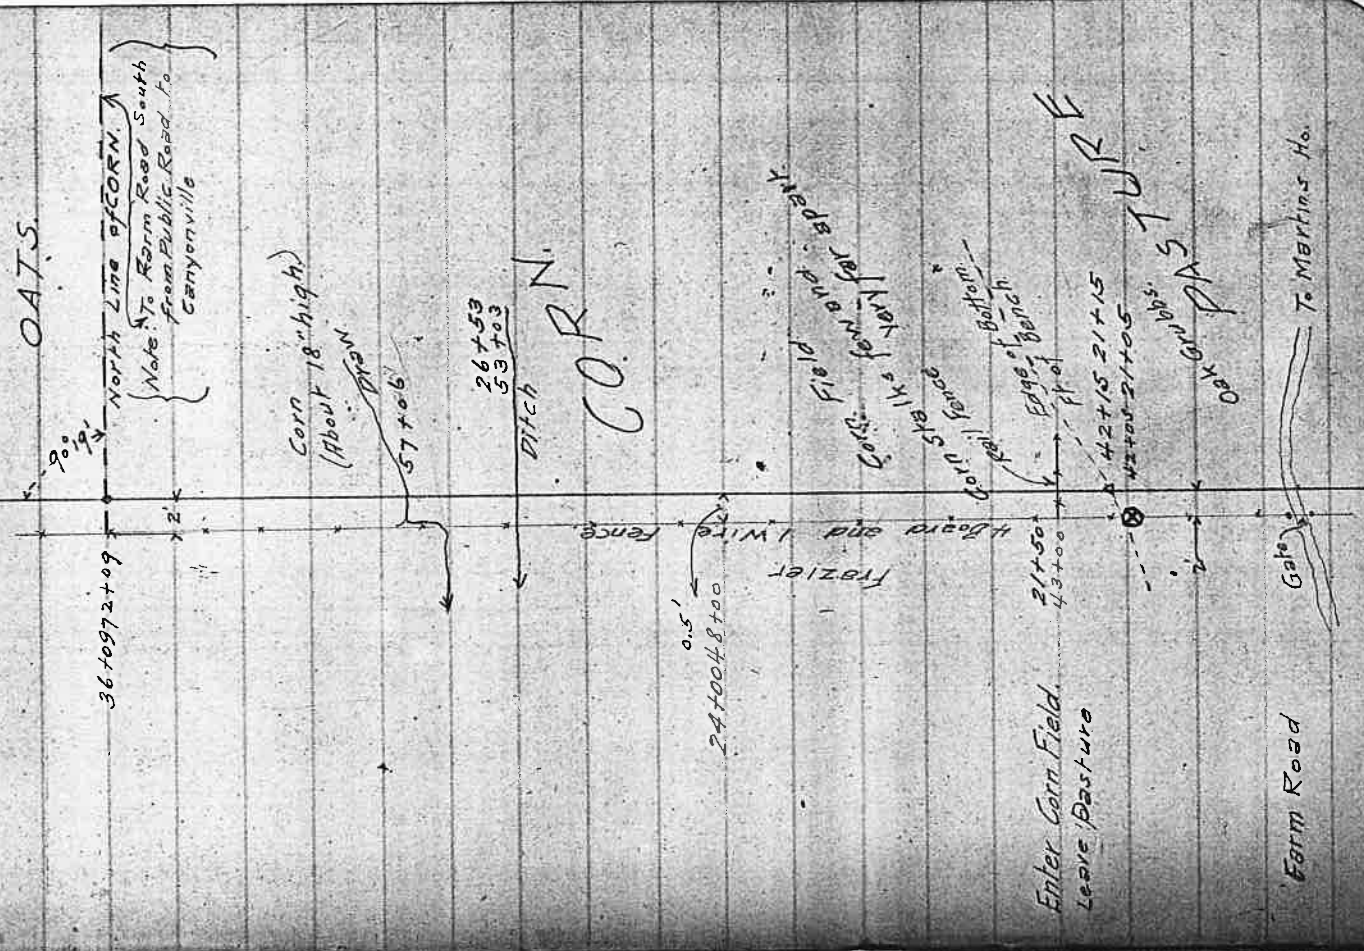 OATS.
90°19'
North Line of CORN.
Note: To Farm Road South
from Public Road to
Canyonville
36+09 72+09
2'
Corn
(About 18" high.)
Draw
57+06
26+53
53+03
Ditch
CORN.
0.5'
24+00 48+00
4 Board and 1 Wire Fence.
Frazier
Field
Corn Field
few and
Corn Stalks very far apart.
Rail Fence
Edge of Bottom
Ft. of Bench
21+50
43+00
Enter Corn Field.
Leave Pasture
42+15 21+15
42+05 21+05
2'
Oak Grubbs.
PASTURE
Gate
To Martins Ho.
Farm Road